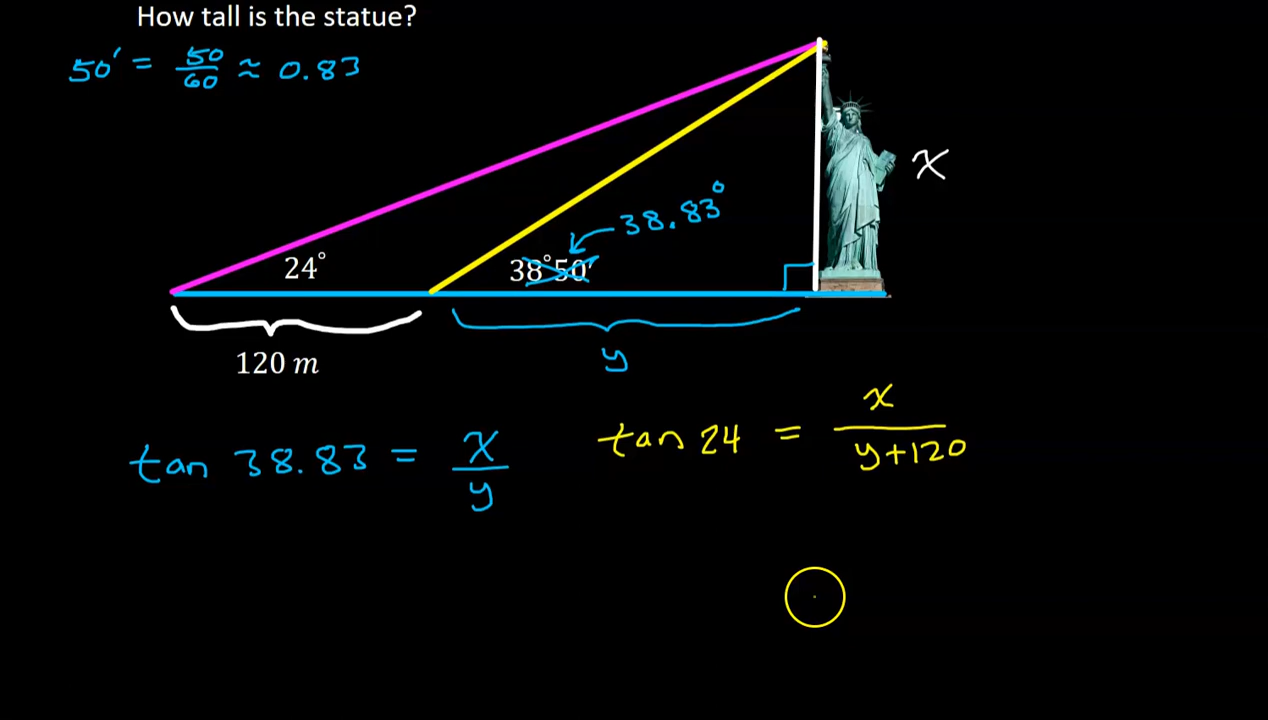 How tall is the statue?
50′ = 50/60 ≈ 0.83
x
38.83°
24°
38°50′
120 m
y
tan 38.83 = x/y
tan 24 = x/(y+120)